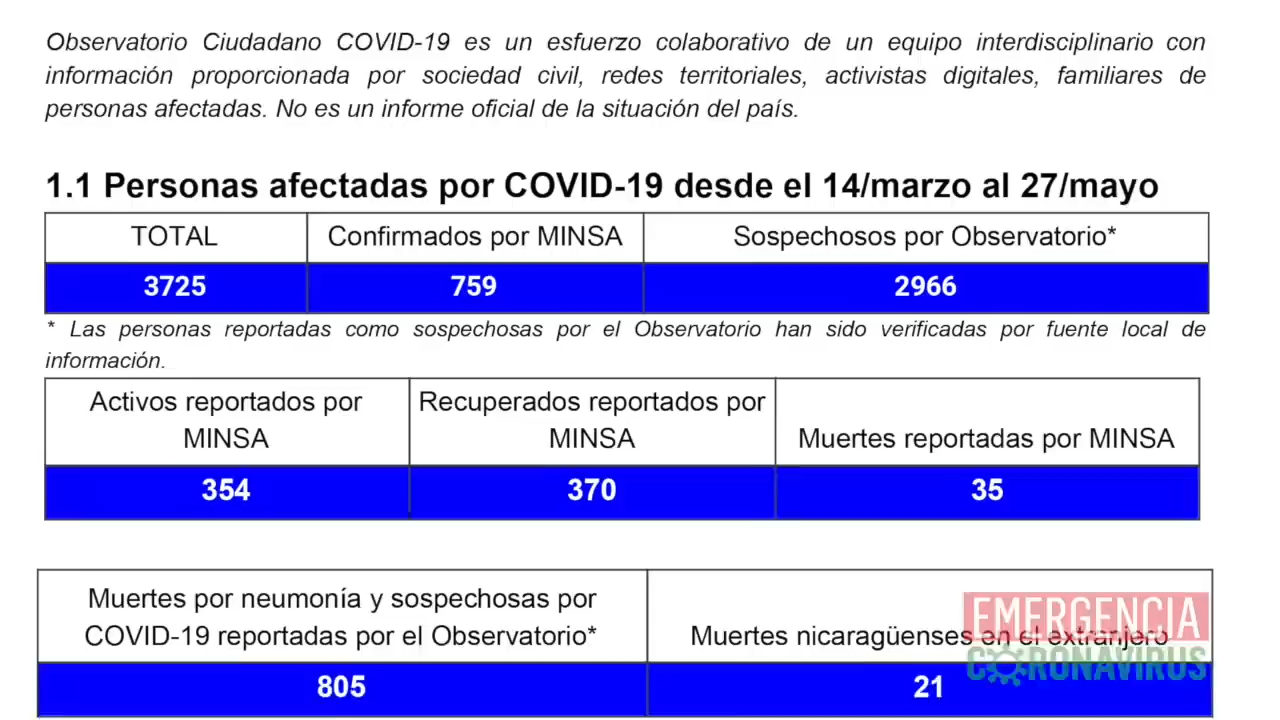 Observatorio Ciudadano COVID-19 es un esfuerzo colaborativo de un equipo interdisciplinario con
información proporcionada por sociedad civil, redes territoriales, activistas digitales, familiares de
personas afectadas. No es un informe oficial de la situación del país.
1.1 Personas afectadas por COVID-19 desde el 14/marzo al 27/mayo
TOTAL Confirmados por MINSA Sospechosos por Observatorio*
3725 759 2966
* Las personas reportadas como sospechosas por el Observatorio han sido verificadas por fuente local de
información.
Activos reportados por Recuperados reportados por
MINSA MINSA Muertes reportadas por MINSA
354 370 35
Muertes por neumonía y sospechosas por
COVID-19 reportadas por el Observatorio* Muertes nicaragüenses en el extranjero
805 21
EMERGENCIA
CORONAVIRUS